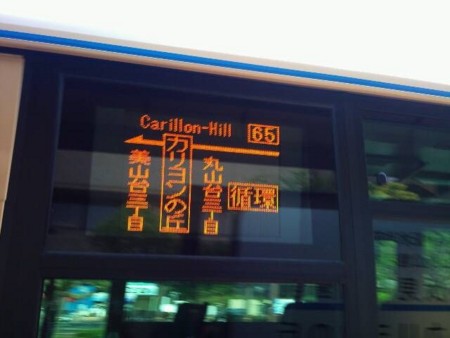 Carillon-Hill 65
循環
丸山台三丁目
カリヨンの丘
美山台三丁目